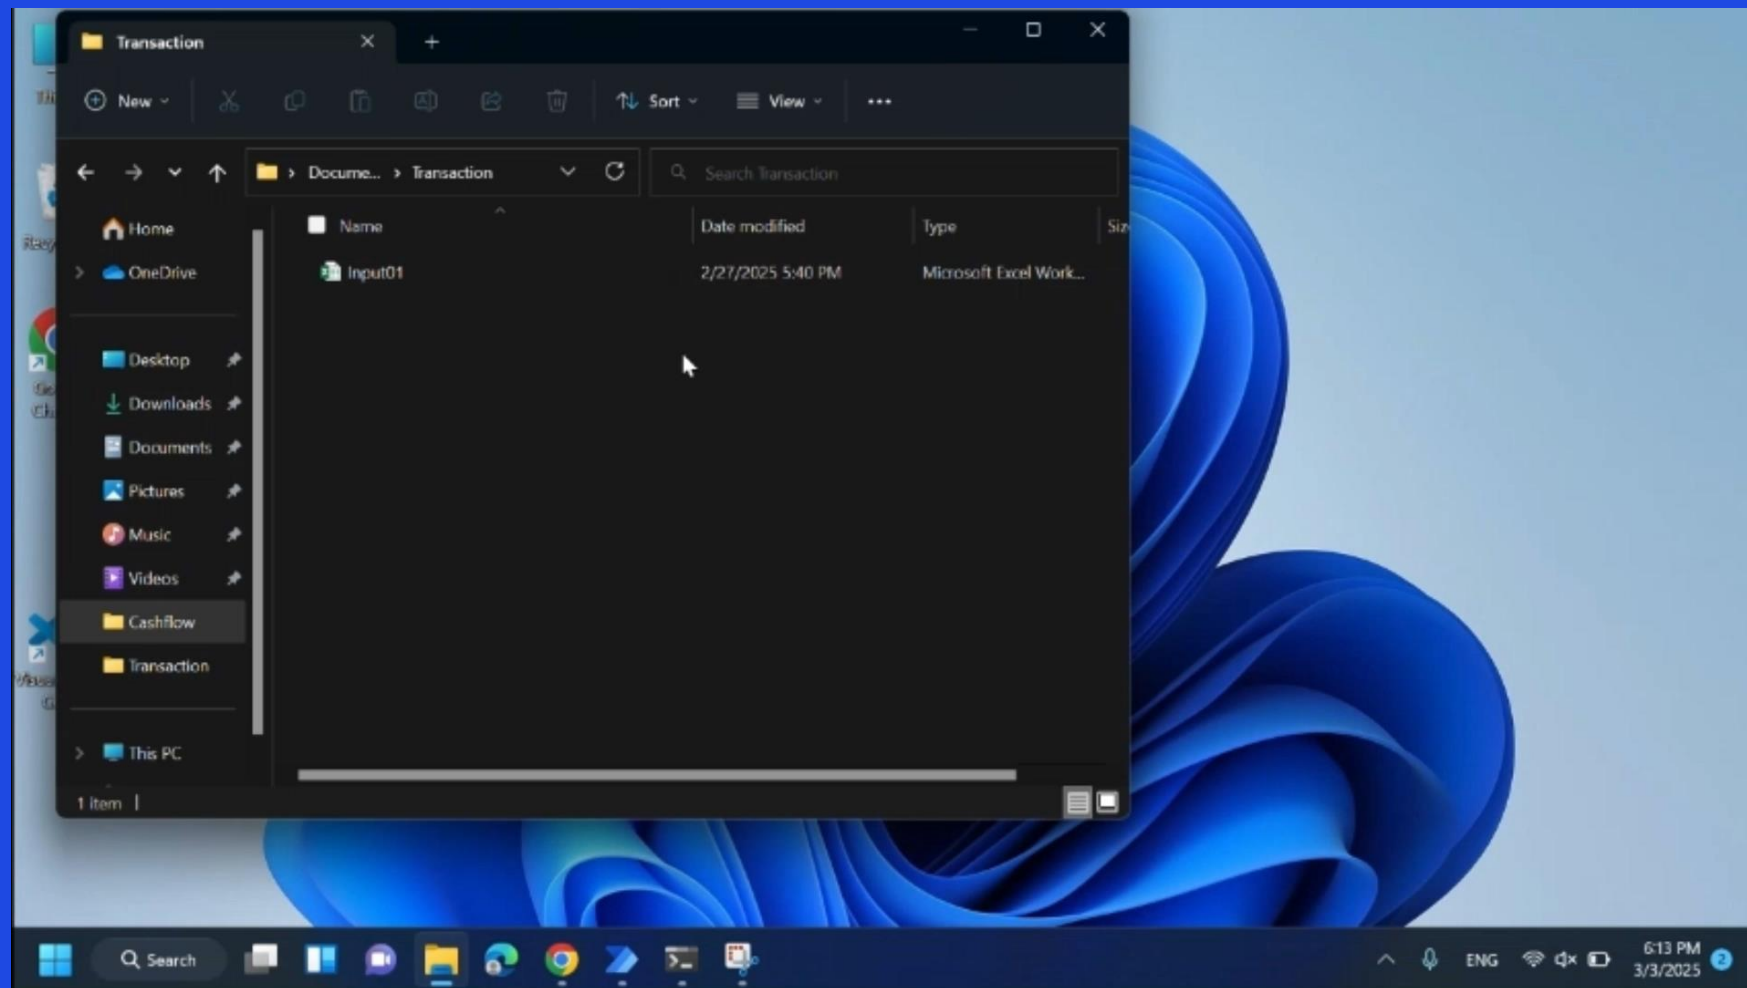 Transaction
New
Sort
View
Docume... Transaction
Search Transaction
Name
Date modified
Type
Input01
2/27/2025 5:40 PM
Microsoft Excel Work...
Home
OneDrive
Desktop
Downloads
Documents
Pictures
Music
Videos
Cashflow
Transaction
This PC
1 item
Search
ENG
6:13 PM
3/3/2025
2